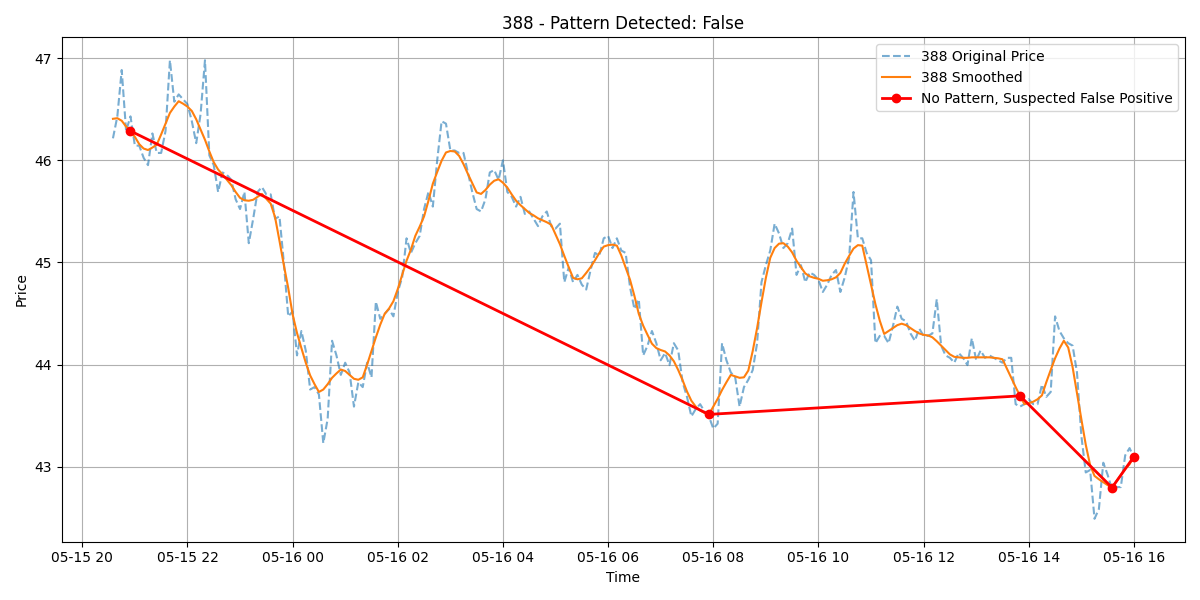 388 - Pattern Detected: False
388 Original Price
388 Smoothed
No Pattern, Suspected False Positive
Price
47
46
45
44
43
05-15 20 05-15 22 05-16 00 05-16 02 05-16 04 05-16 06 05-16 08 05-16 10 05-16 12 05-16 14 05-16 16
Time